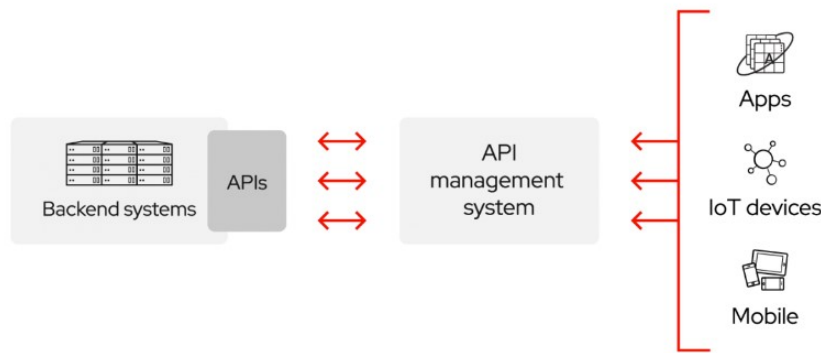 Backend systems
APIs
API
management
system
A
Apps
IoT devices
Mobile